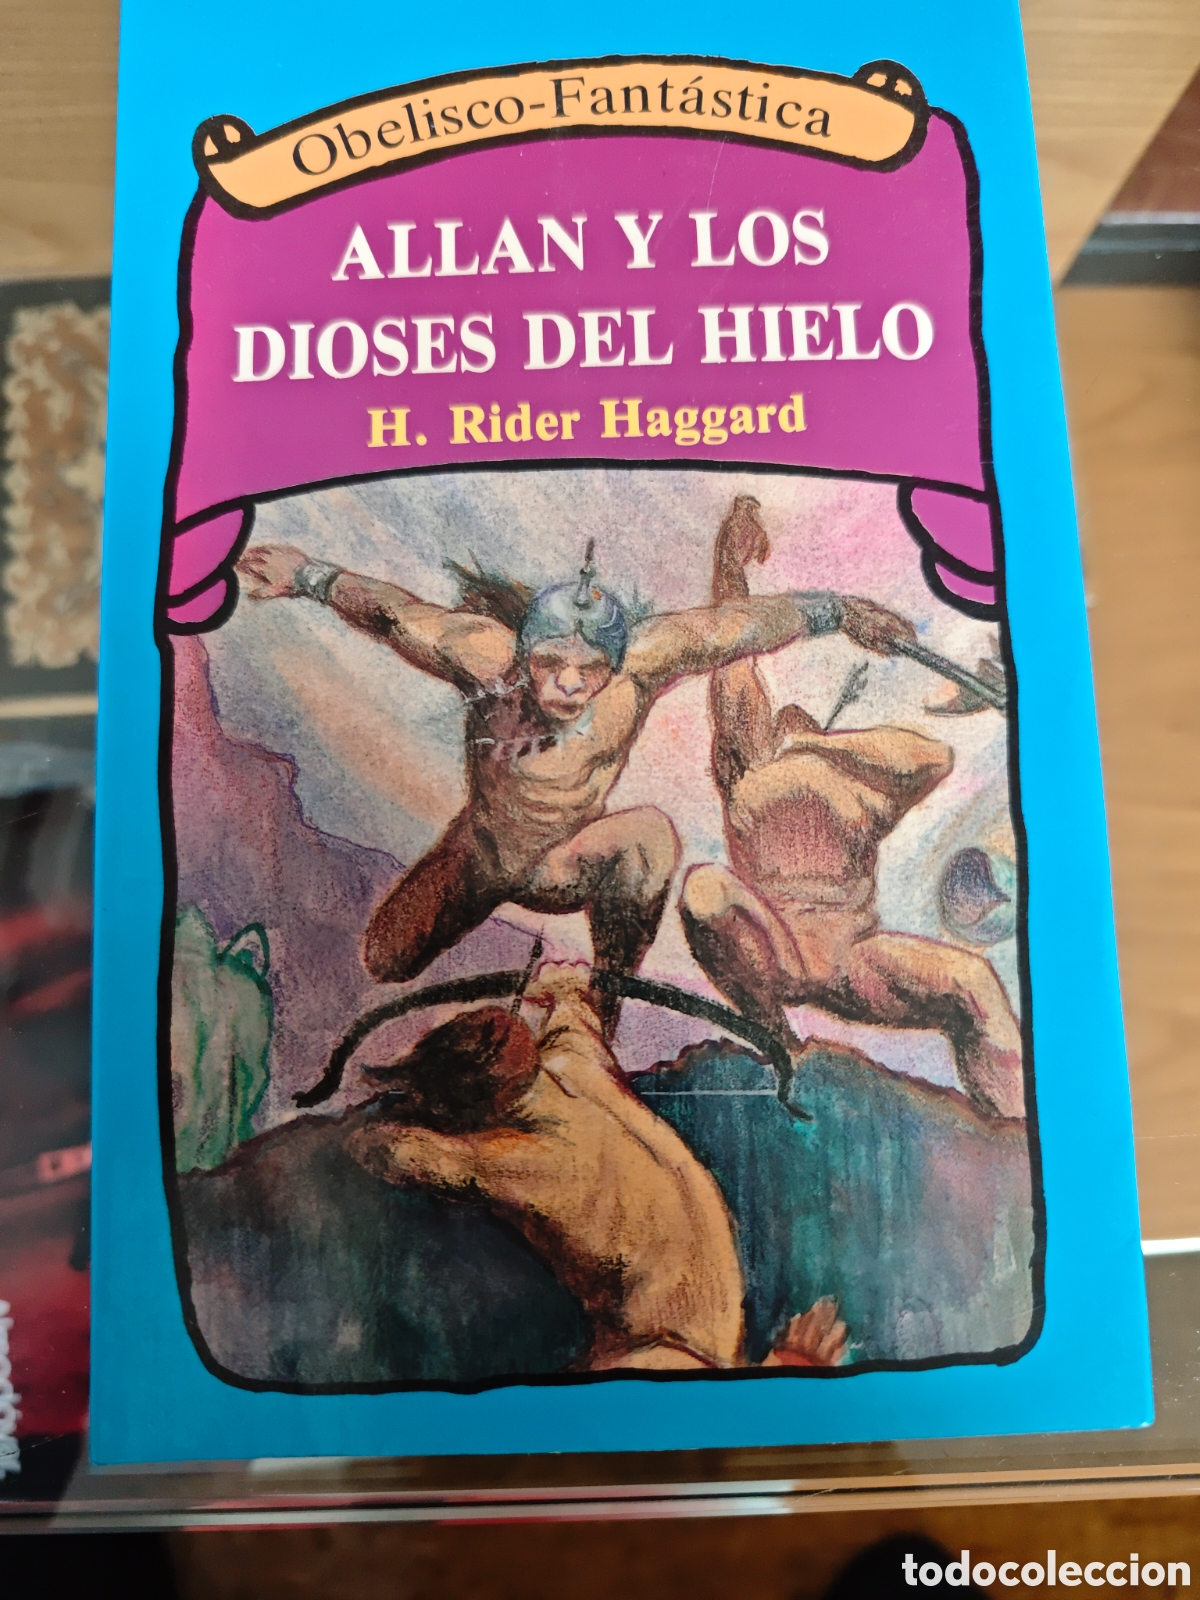 Obelisco-Fantástica
ALLAN Y LOS
DIOSES DEL HIELO
H. Rider Haggard
todocoleccion